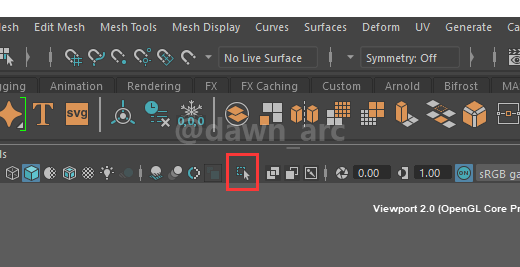 Edit Mesh Mesh Tools Mesh Display Curves Surfaces Deform UV Generate Ca
No Live Surface Symmetry: Off
gging Animation Rendering FX FX Caching Custom Arnold Bifrost MA
T SVG
@dawn_arc
ls
0.00 1.00 ON sRGB ga
Viewport 2.0 (OpenGL Core Pr